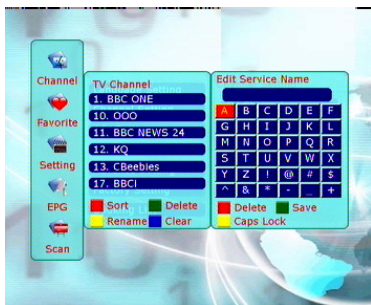 Channel
Favorite
Setting
EPG
Scan
TV Channel
1. BBC ONE
10. OOO
11. BBC NEWS 24
12. KQ
13. CBeebies
17. BBCI
Sort Delete
Rename Clear
Edit Service Name
A B C D E F
G H I J K L
M N O P Q R
S T U V W X
Y Z ! @ # $
^ & * - _ +
Delete Save
Caps Lock